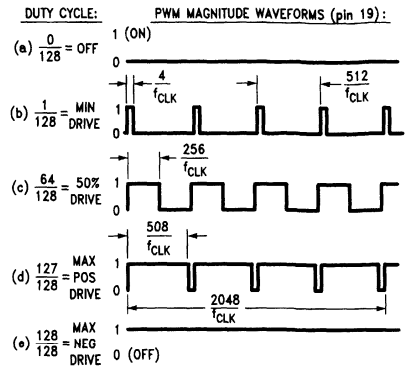 DUTY CYCLE: PWM MAGNITUDE WAVEFORMS (pin 19):
(a) 0/128 = OFF 1 (ON)
0
(b) 1/128 = MIN DRIVE 1 0 4/fCLK 512/fCLK
(c) 64/128 = 50% DRIVE 1 0 256/fCLK
(d) 127/128 = MAX POS DRIVE 1 0 508/fCLK 2048/fCLK
(e) 128/128 = MAX NEG DRIVE 1
0 (OFF)